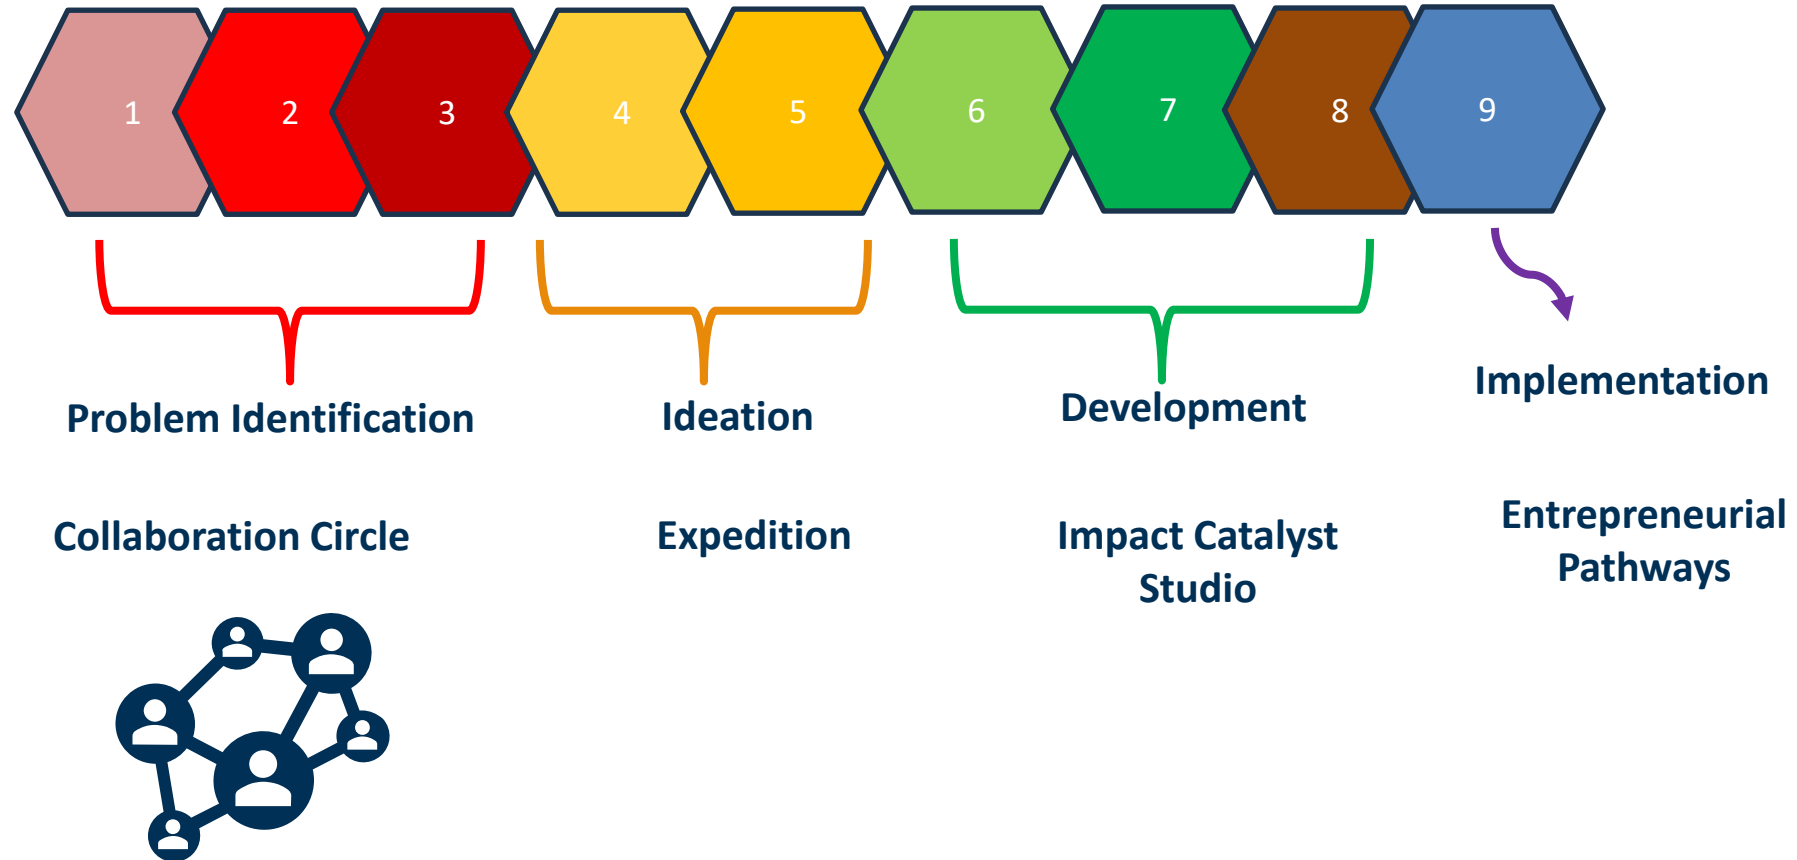 1 2 3 4 5 6 7 8 9
Problem Identification
Ideation
Development
Implementation
Collaboration Circle
Expedition
Impact Catalyst
Studio
Entrepreneurial
Pathways